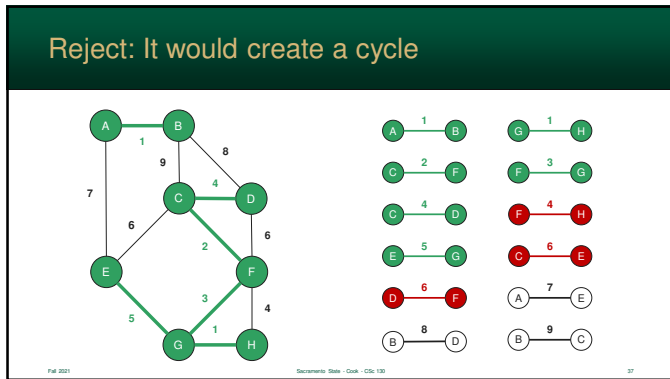 Reject: It would create a cycle
A B
1
8
9
4
7
C D
6
6
2
E F
3
4
5
1
G H
1
A B
1
G H
2
C F
3
F G
4
C D
4
F H
5
E G
6
C E
6
D F
7
A E
8
B D
9
B C
Fall 2021 Sacramento State - Cook - CSc 130 37